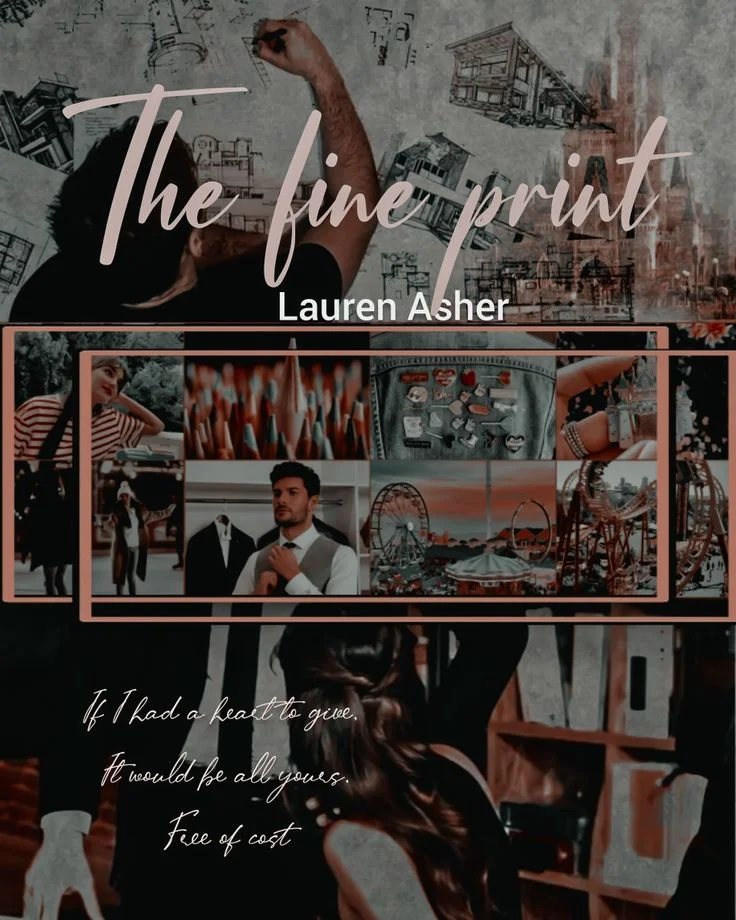 The fine print
Lauren Asher
If I had a heart to give.
It would be all yours.
Free of cost